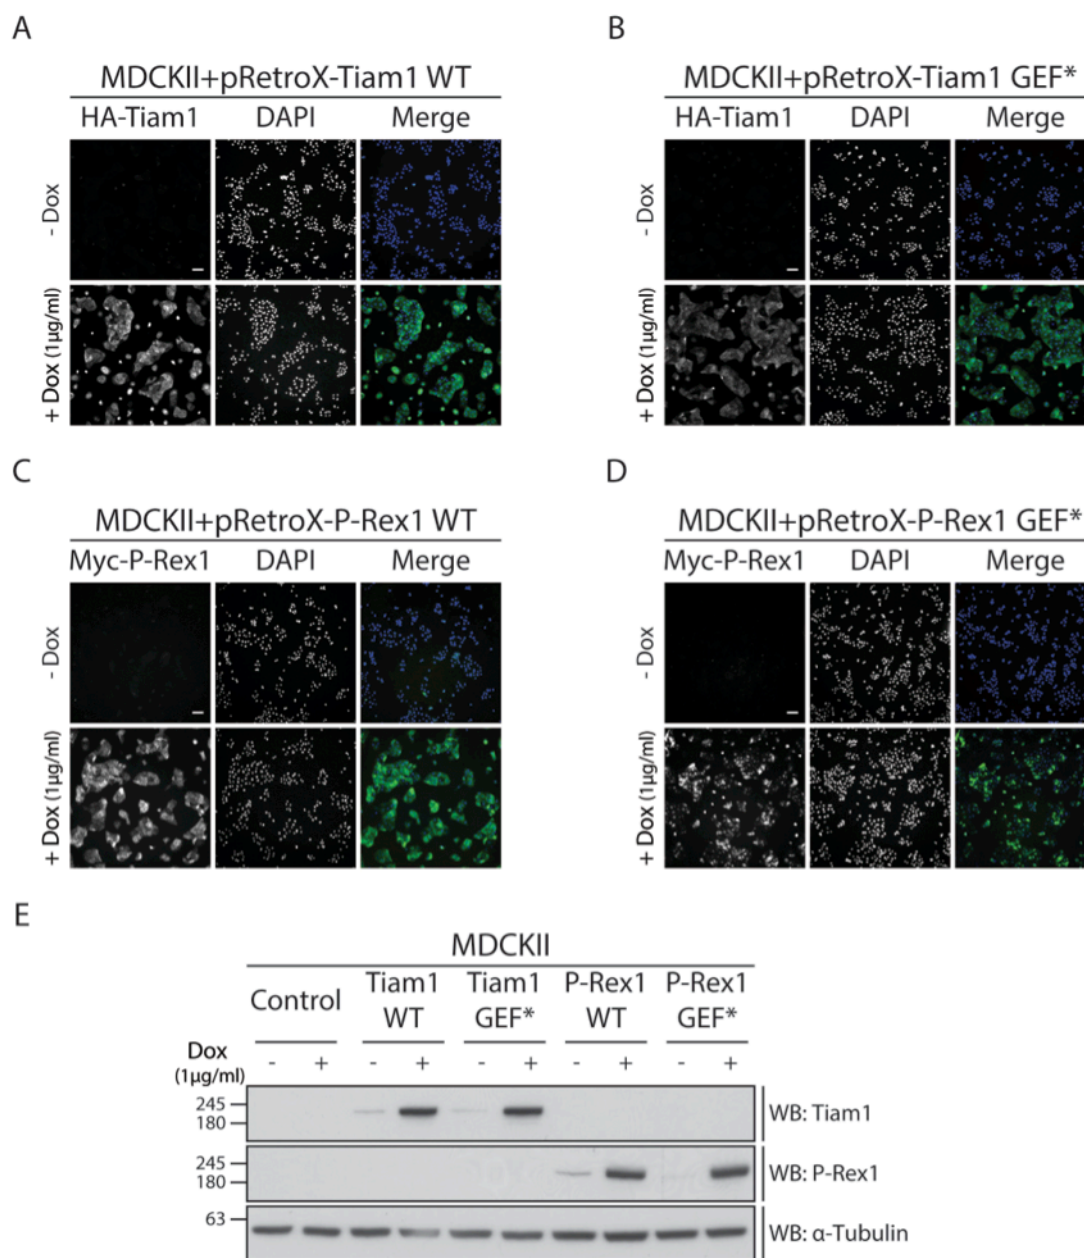 A
MDCKII+pRetroX-Tiam1 WT
HA-Tiam1 DAPI Merge
- Dox
+ Dox (1µg/ml)
B
MDCKII+pRetroX-Tiam1 GEF*
HA-Tiam1 DAPI Merge
- Dox
+ Dox (1µg/ml)
C
MDCKII+pRetroX-P-Rex1 WT
Myc-P-Rex1 DAPI Merge
- Dox
+ Dox (1µg/ml)
D
MDCKII+pRetroX-P-Rex1 GEF*
Myc-P-Rex1 DAPI Merge
- Dox
+ Dox (1µg/ml)
E
MDCKII
Control Tiam1 WT Tiam1 GEF* P-Rex1 WT P-Rex1 GEF*
Dox (1µg/ml) - + - + - + - + - +
245
180
WB: Tiam1
245
180
WB: P-Rex1
63
WB: α-Tubulin